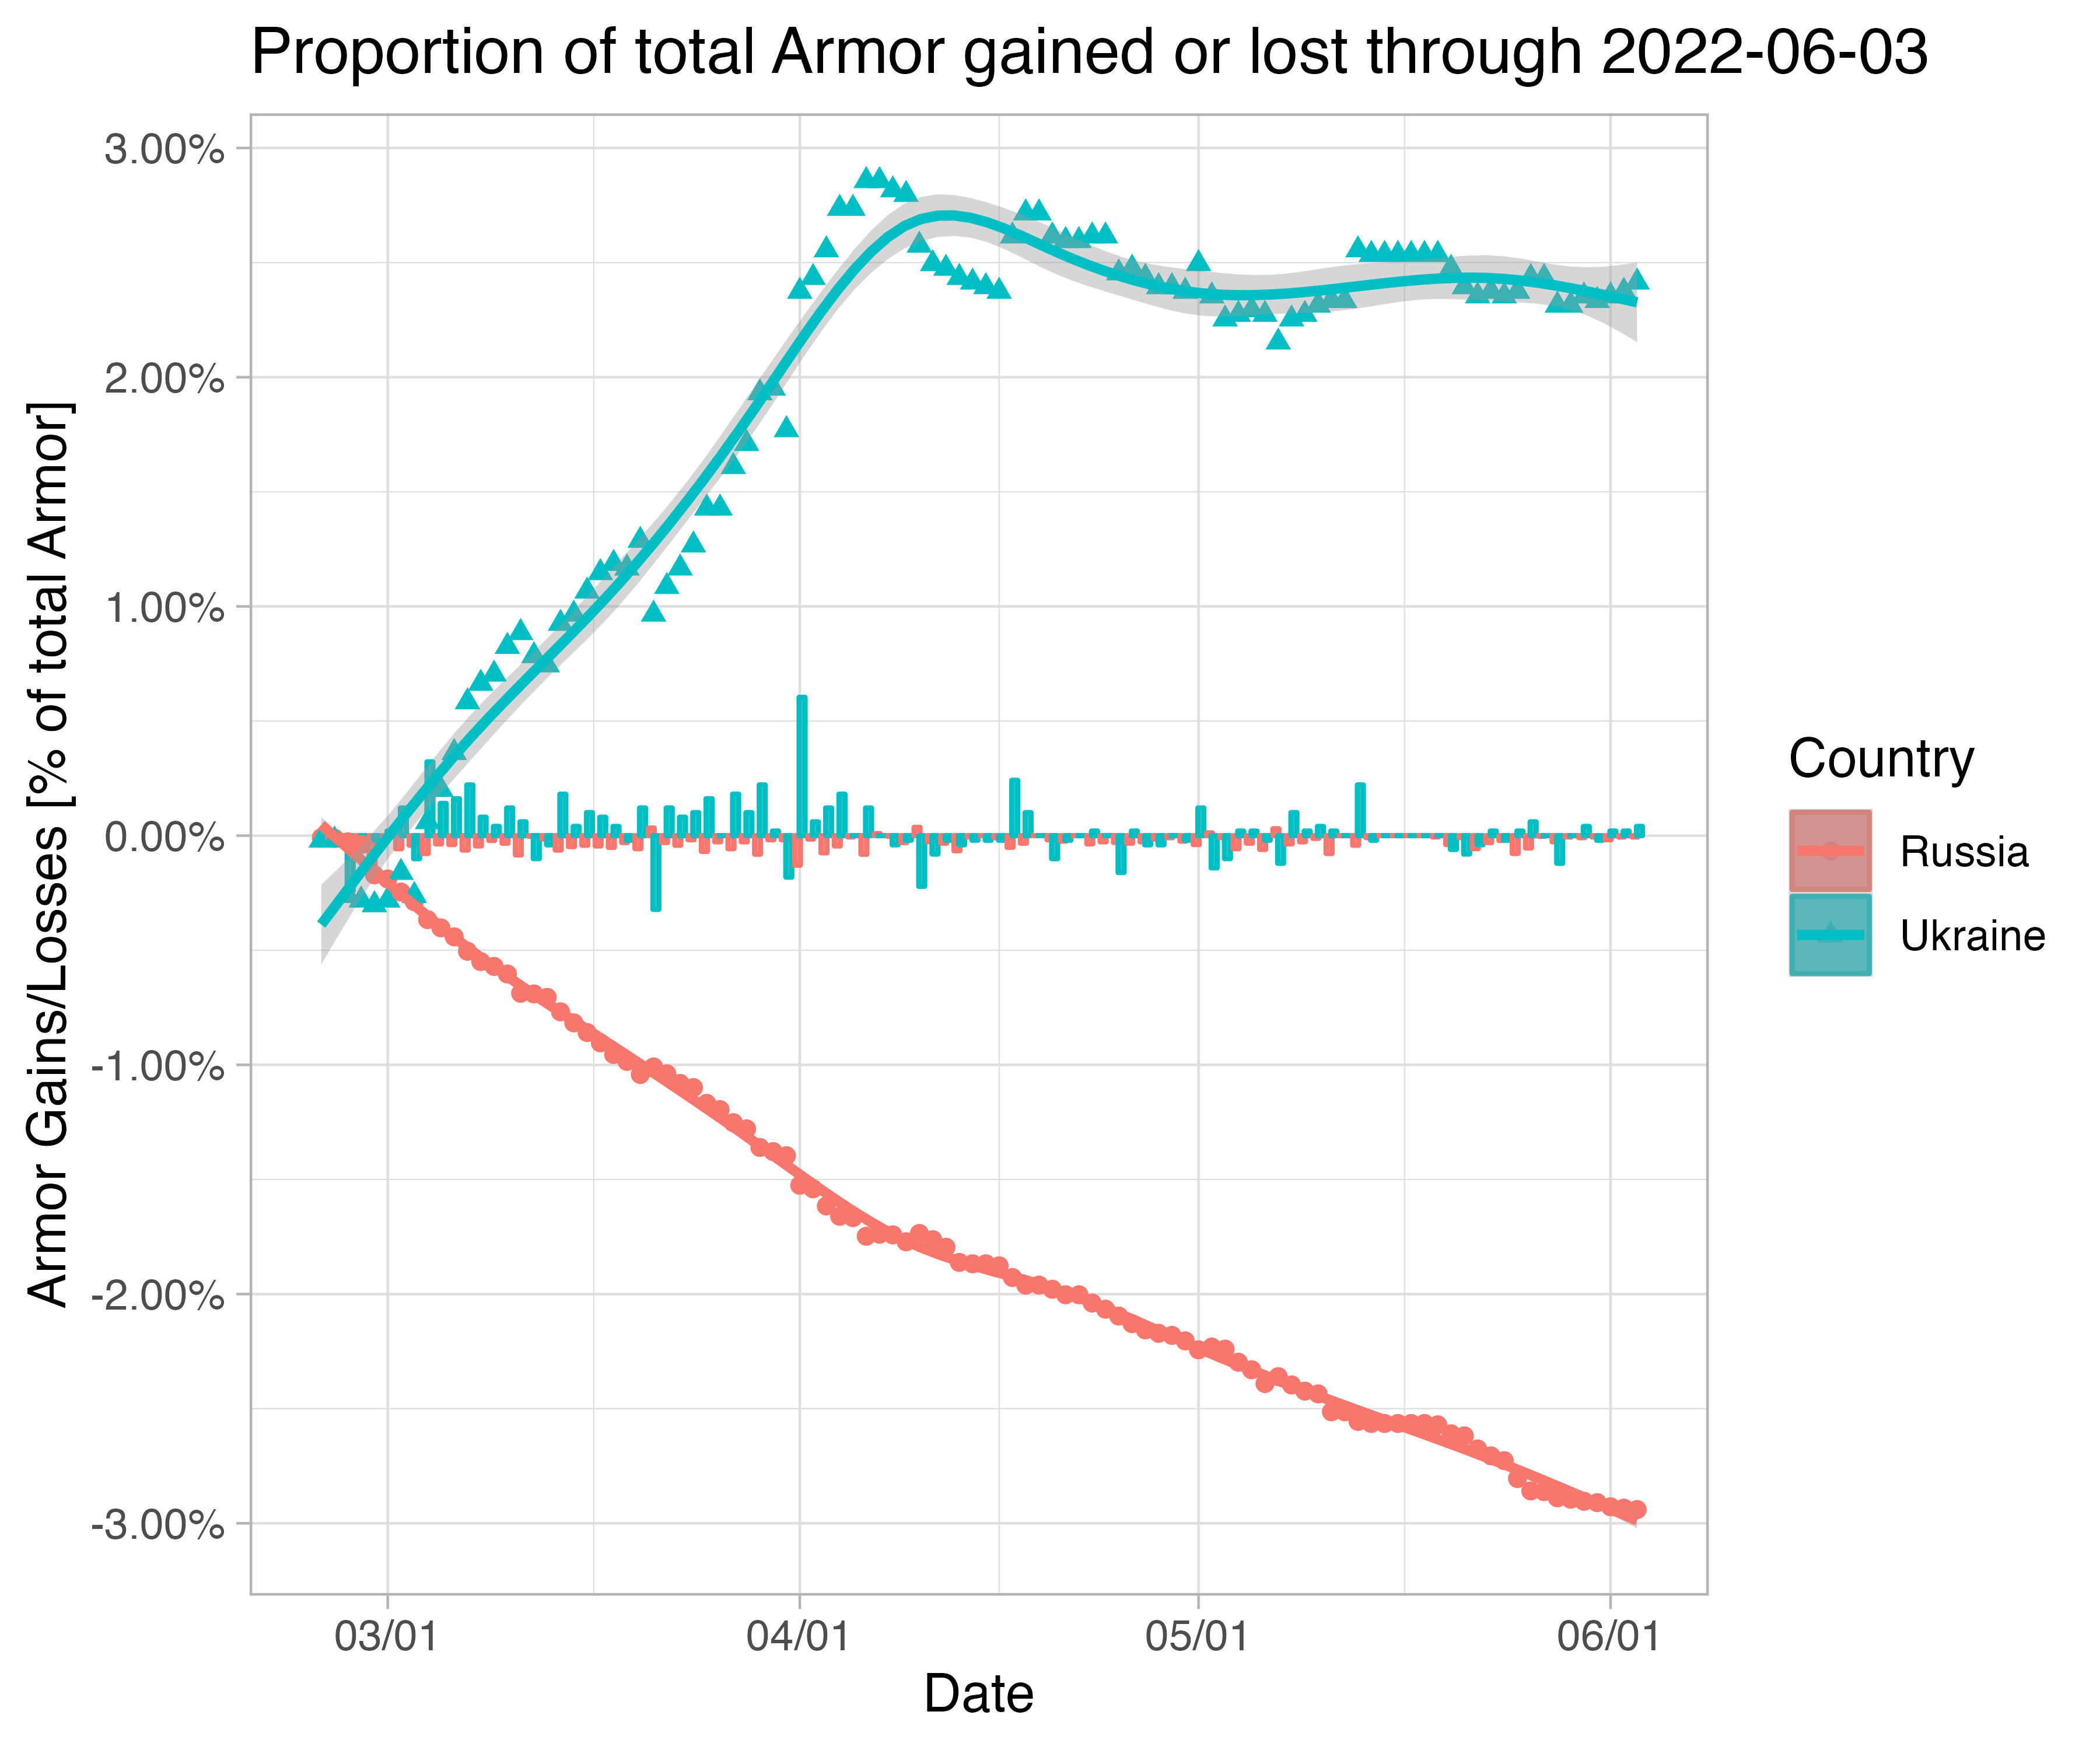 Proportion of total Armor gained or lost through 2022-06-03
Armor Gains/Losses [% of total Armor]
3.00%
2.00%
1.00%
0.00%
-1.00%
-2.00%
-3.00%
03/01
04/01
05/01
06/01
Date
Country
Russia
Ukraine